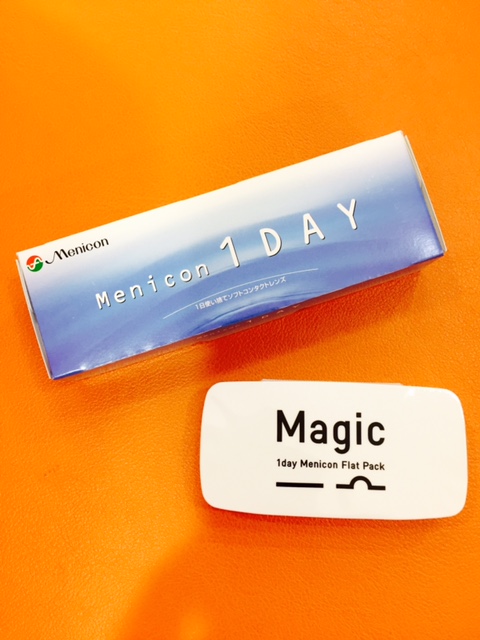 Menicon
Menicon 1DAY
1日使い捨てソフトコンタクトレンズ
Magic
1day Menicon Flat Pack